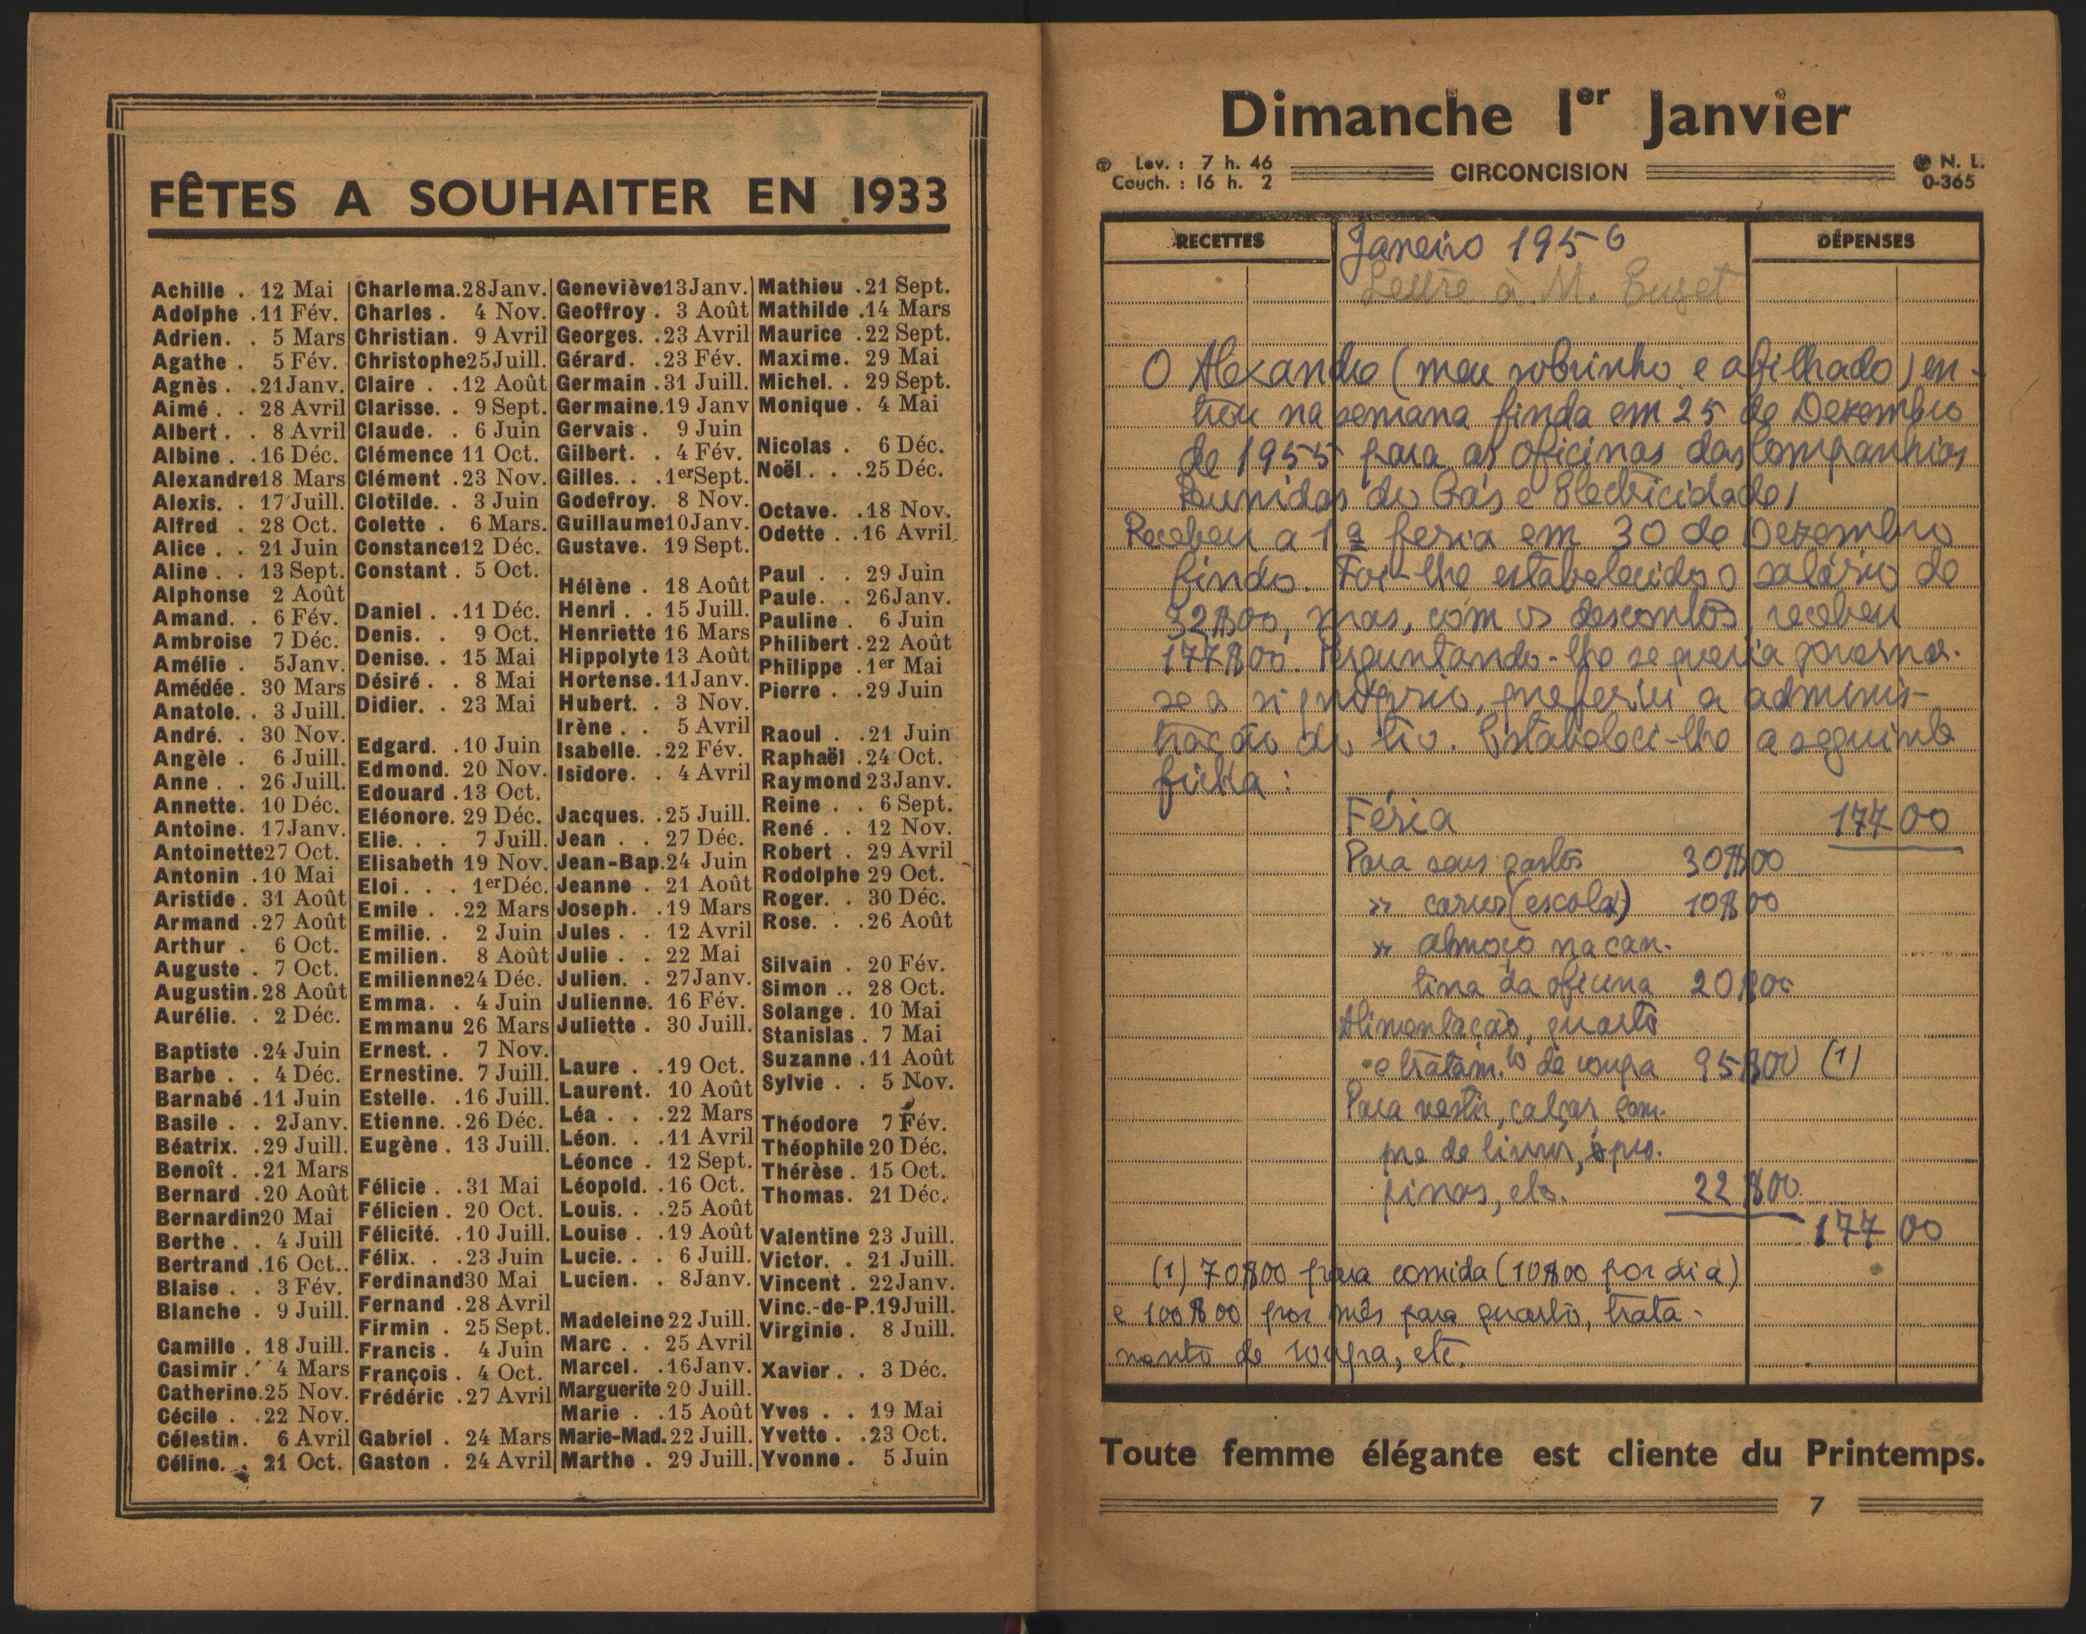 FÊTES A SOUHAITER EN 1933
Achille . 12 Mai
Adolphe . 11 Fév.
Adrien. . 5 Mars
Agathe . 5 Fév.
Agnès . . 21 Janv.
Aimé . . 28 Avril
Albert . . 8 Avril
Albine . . 16 Déc.
Alexandre 18 Mars
Alexis. . 17 Juill.
Alfred . 28 Oct.
Alice . . 21 Juin
Aline . . 13 Sept.
Alphonse 2 Août
Amand. . 6 Fév.
Ambroise 7 Déc.
Amélie . 5 Janv.
Amédée . 30 Mars
Anatole. . 3 Juill.
André. . 30 Nov.
Angèle . 6 Juill.
Anne . . 26 Juill.
Annette. 10 Déc.
Antoine. 17 Janv.
Antoinette 27 Oct.
Antonin . 10 Mai
Aristide . 31 Août
Armand . 27 Août
Arthur . 6 Oct.
Auguste . 7 Oct.
Augustin. 28 Août
Aurélie. . 2 Déc.
Baptiste . 24 Juin
Barbe . . 4 Déc.
Barnabé . 11 Juin
Basile . . 2 Janv.
Béatrix. . 29 Juill.
Benoît . . 21 Mars
Bernard . 20 Août
Bernardin 20 Mai
Berthe . . 4 Juill
Bertrand . 16 Oct..
Blaise . . 3 Fév.
Blanche . 9 Juill.
Camille . 18 Juill.
Casimir . 4 Mars
Catherine. 25 Nov.
Cécile . . 22 Nov.
Célestin. 6 Avril
Céline. . 21 Oct.
Charlema. 28 Janv.
Charles . 4 Nov.
Christian. 9 Avril
Christophe 25 Juill.
Claire . . 12 Août
Clarisse. . 9 Sept.
Claude. . 6 Juin
Clémence 11 Oct.
Clément . 23 Nov.
Clotilde. . 3 Juin
Colette . 6 Mars.
Constance 12 Déc.
Constant . 5 Oct.
Daniel . . 11 Déc.
Denis. . 9 Oct.
Denise. . 15 Mai
Désiré . . 8 Mai
Didier. . 23 Mai
Edgard. . 10 Juin
Edmond. 20 Nov.
Edouard . 13 Oct.
Eléonore. 29 Déc.
Elie. . . 7 Juill.
Elisabeth 19 Nov.
Eloi . . . 1er Déc.
Emile . . 22 Mars
Emilie. . 2 Juin
Emilien. 8 Août
Emilienne 24 Déc.
Emma. . 4 Juin
Emmanu 26 Mars
Ernest. . 7 Nov.
Ernestine. 7 Juill.
Estelle. . 16 Juill.
Etienne. . 26 Déc.
Eugène . 13 Juill.
Félicie . . 31 Mai
Félicien . 20 Oct.
Félicité. . 10 Juill.
Félix. . . 23 Juin
Ferdinand 30 Mai
Fernand . 28 Avril
Firmin . 25 Sept.
Francis . 4 Juin
François . 4 Oct.
Frédéric . 27 Avril
Gabriel . 24 Mars
Gaston . 24 Avril
Geneviève 13 Janv.
Geoffroy . 3 Août
Georges. . 23 Avril
Gérard. . 23 Fév.
Germain . 31 Juill.
Germaine. 19 Janv
Gervais . 9 Juin
Gilbert. . 4 Fév.
Gilles. . . 1er Sept.
Godefroy. 8 Nov.
Guillaume 10 Janv.
Gustave. 19 Sept.
Hélène . 18 Août
Henri . . 15 Juill.
Henriette 16 Mars
Hippolyte 13 Août
Hortense. 11 Janv.
Hubert. . 3 Nov.
Irène . . 5 Avril
Isabelle. . 22 Fév.
Isidore. . 4 Avril
Jacques. . 25 Juill.
Jean . . 27 Déc.
Jean-Bap. 24 Juin
Jeanne . 21 Août
Joseph. . 19 Mars
Jules . . 12 Avril
Julie . . 22 Mai
Julien. . 27 Janv.
Julienne. 16 Fév.
Juliette . 30 Juill.
Laure . . 19 Oct.
Laurent. 10 Août
Léa . . . 22 Mars
Léon. . . 11 Avril
Léonce . 12 Sept.
Léopold. . 16 Oct.
Louis. . . 25 Août
Louise . . 19 Août
Lucie. . . 6 Juill.
Lucien. . 8 Janv.
Madeleine 22 Juill.
Marc . . 25 Avril
Marcel. . 16 Janv.
Marguerite 20 Juill.
Marie . . 15 Août
Marie-Mad. 22 Juill.
Marthe . 29 Juill.
Mathieu . 21 Sept.
Mathilde . 14 Mars
Maurice . 22 Sept.
Maxime. 29 Mai
Michel. . 29 Sept.
Monique . 4 Mai
Nicolas . 6 Déc.
Noël . . . 25 Déc.
Octave. . 18 Nov.
Odette . . 16 Avril.
Paul . . 29 Juin
Paule. . 26 Janv.
Pauline . 6 Juin
Philibert . 22 Août
Philippe . 1er Mai
Pierre . . 29 Juin
Raoul . . 21 Juin
Raphaël . 24 Oct.
Raymond 23 Janv.
Reine . . 6 Sept.
René . . 12 Nov.
Robert . 29 Avril
Rodolphe 29 Oct.
Roger. . 30 Déc.
Rose. . . 26 Août
Silvain . 20 Fév.
Simon .. 28 Oct.
Solange . 10 Mai
Stanislas . 7 Mai
Suzanne . 11 Août
Sylvie . . 5 Nov.
Théodore 7 Fév.
Théophile 20 Déc.
Thérèse . 15 Oct.
Thomas. 21 Déc.
Valentine 23 Juill.
Victor. . 21 Juill.
Vincent . 22 Janv.
Vinc.-de-P. 19 Juill.
Virginie . 8 Juill.
Xavier . . 3 Déc.
Yves . . 19 Mai
Yvette . . 23 Oct.
Yvonne . 5 Juin
Dimanche 1er Janvier
Lev. : 7 h. 46
Couch. : 16 h. 2
CIRCONCISION
N. L.
0-365
RECETTES
Janeiro 1956
DÉPENSES
Lettre à M.
O Alexandre (meu sobrinho e afilhado) en-
trou na semana finda em 25 de Dezembro
de 1955 para as oficinas das Companhias
Reunidas do Gás e Electricidade,
Recebeu a 1ª feria em 30 de Dezembro
findo. Foi-lhe estabelecido o salário de
32$00, mas, com os descontos, recebeu
177$00. Perguntando-lhe se queria governar-
se a si próprio, preferiu a adminis-
tração do tio. Estabeleci-lhe a seguinte
ficha :
Féria 177 00
Para seus gastos 30$00
" carros (escola) 10$00
" almoço na can-
tina da oficina 20$00
Alimentação, quarto
e tratam.to de roupa 95$00 (1)
Para vestir, calçar, com-
pra de livros, pro-
pinas, etc. 22$00
177 00
(1) 70$00 para comida (10$00 por dia)
e 100$00 por mês para quarto, trata-
mento de roupa, etc.
Toute femme élégante est cliente du Printemps.
7